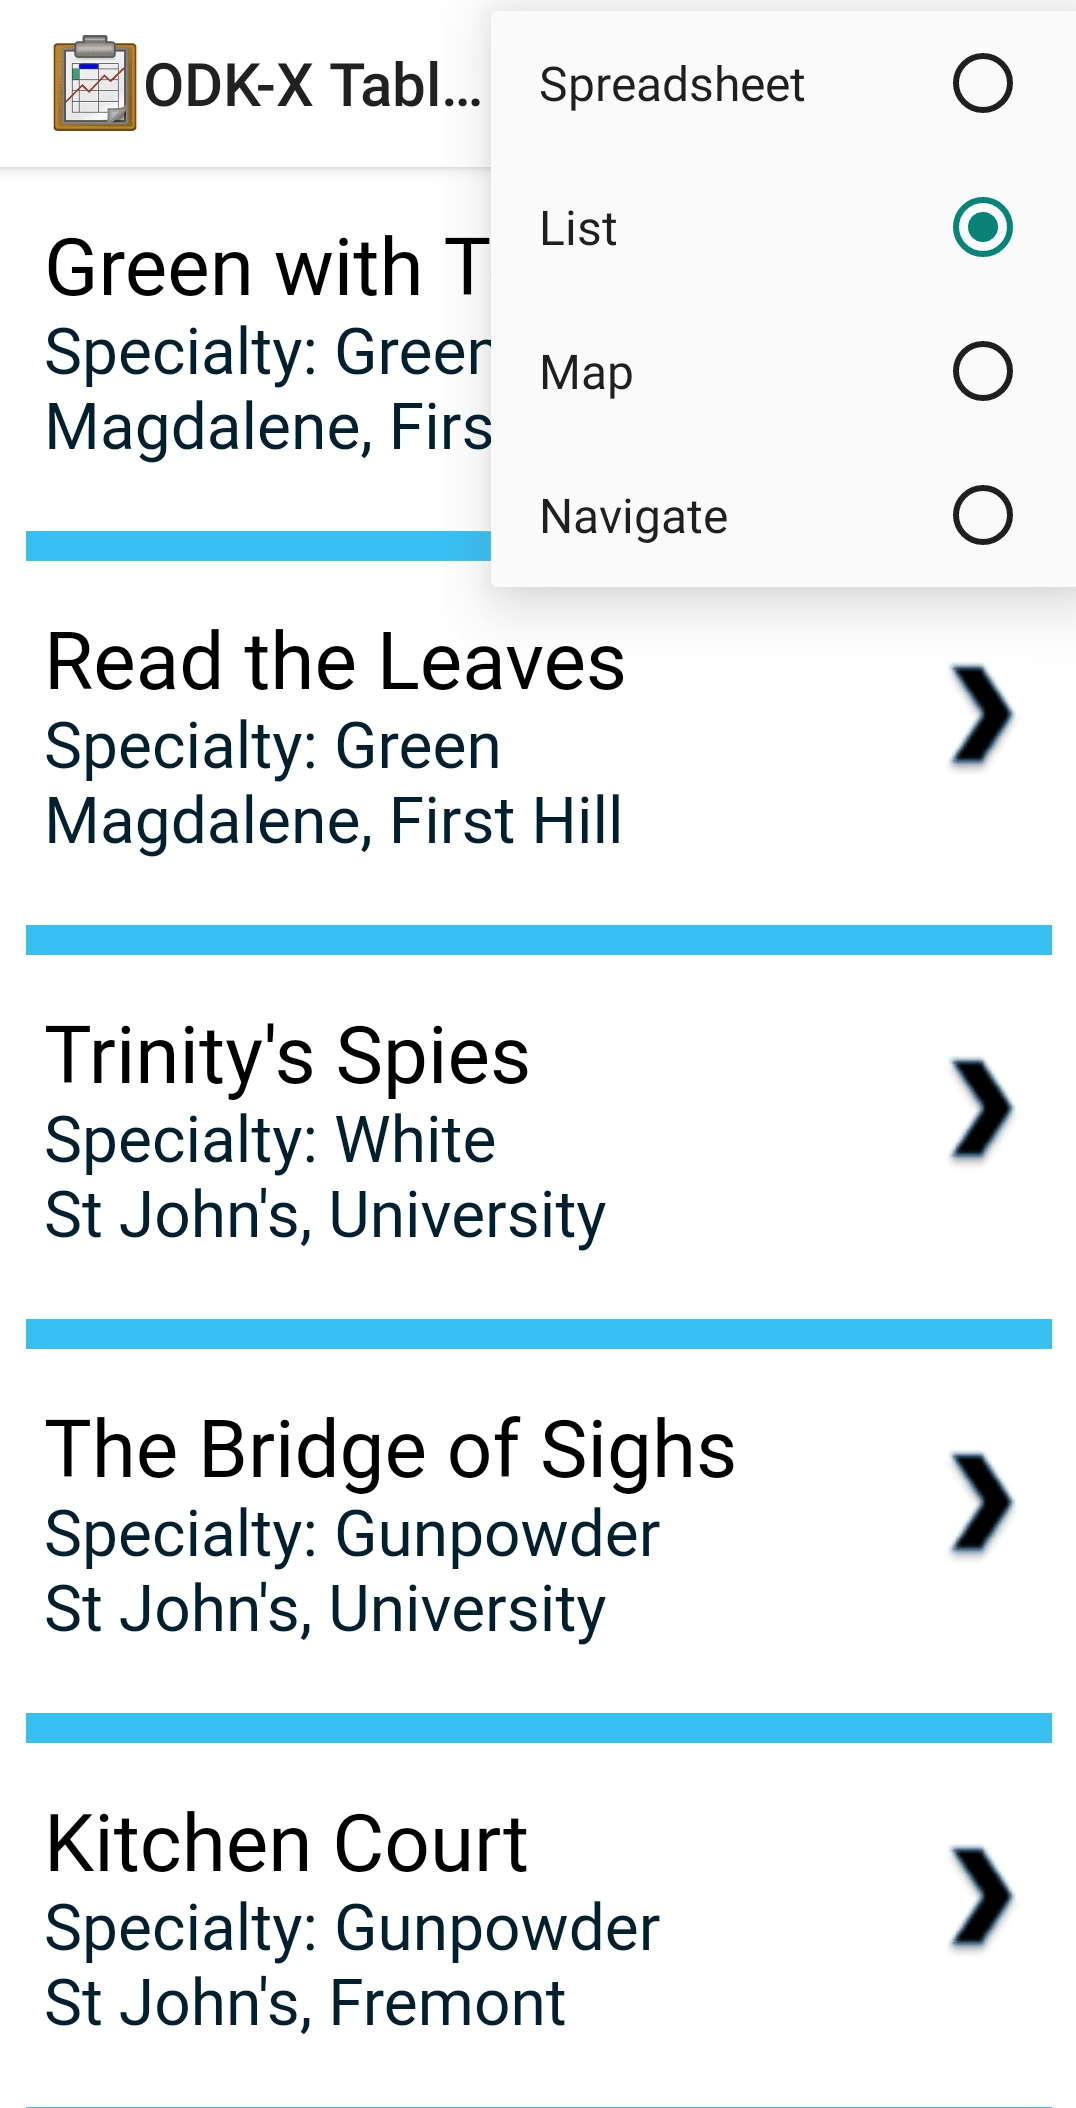 ODK-X Tabl...
Spreadsheet
List
Map
Navigate
Green with
Specialty: Green
Magdalene,
Read the Leaves
Specialty: Green
Magdalene, First Hill
Trinity's Spies
Specialty: White
St John's, University
The Bridge of Sighs
Specialty: Gunpowder
St John's, University
Kitchen Court
Specialty: Gunpowder
St John's, Fremont